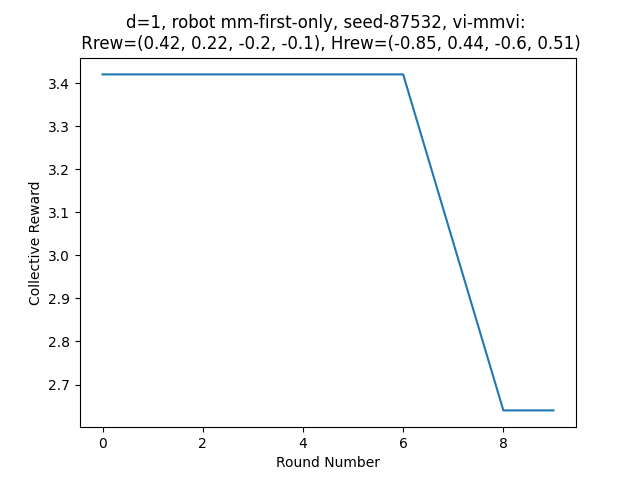 d=1, robot mm-first-only, seed-87532, vi-mmvi:
Rrew=(0.42, 0.22, -0.2, -0.1), Hrew=(-0.85, 0.44, -0.6, 0.51)
3.4
3.3
3.2
3.1
3.0
2.9
2.8
2.7
Collective Reward
0 2 4 6 8
Round Number